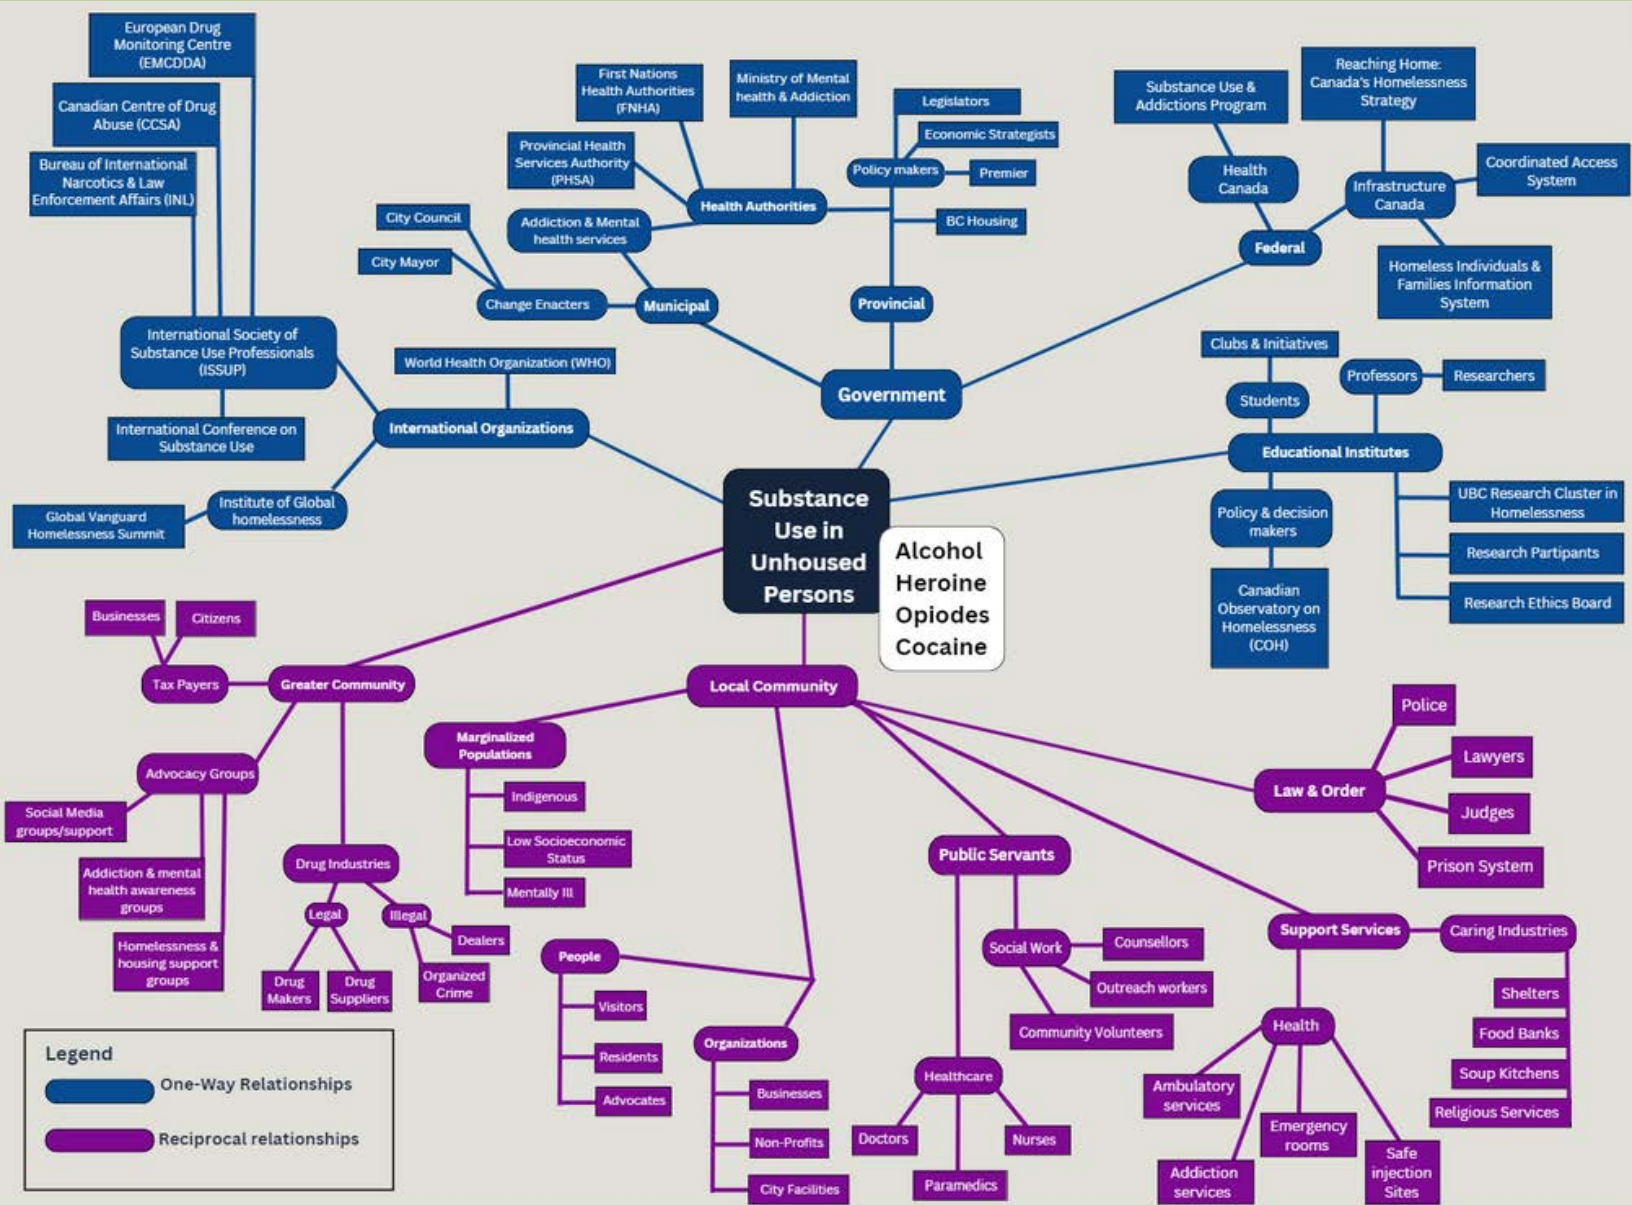 European Drug
Monitoring Centre
(EMCDDA)
Canadian Centre of Drug
Abuse (CCSA)
Bureau of International
Narcotics & Law
Enforcement Affairs (INL)
International Society of
Substance Use Professionals
(ISSUP)
International Conference on
Substance Use
Global Vanguard
Homelessness Summit
Institute of Global
homelessness
World Health Organization (WHO)
International Organizations
First Nations
Health Authorities
(FNHA)
Ministry of Mental
health & Addiction
Provincial Health
Services Authority
(PHSA)
Health Authorities
Addiction & Mental
health services
City Council
City Mayor
Change Enacters
Municipal
Legislators
Economic Strategists
Policy makers
Premier
BC Housing
Provincial
Government
Substance Use &
Addictions Program
Reaching Home:
Canada's Homelessness
Strategy
Health
Canada
Infrastructure
Canada
Coordinated Access
System
Federal
Homeless Individuals &
Families Information
System
Clubs & Initiatives
Students
Professors
Researchers
Educational Institutes
Policy & decision
makers
Canadian
Observatory on
Homelessness
(COH)
UBC Research Cluster in
Homelessness
Research Partipants
Research Ethics Board
Substance
Use in
Unhoused
Persons
Alcohol
Heroine
Opiodes
Cocaine
Businesses
Citizens
Tax Payers
Greater Community
Advocacy Groups
Social Media
groups/support
Addiction & mental
health awareness
groups
Homelessness &
housing support
groups
Drug Industries
Legal
Illegal
Drug
Makers
Drug
Suppliers
Dealers
Organized
Crime
Local Community
Marginalized
Populations
Indigenous
Low Socioeconomic
Status
Mentally Ill
People
Visitors
Residents
Advocates
Organizations
Businesses
Non-Profits
City Facilities
Public Servants
Social Work
Counsellors
Outreach workers
Community Volunteers
Healthcare
Doctors
Nurses
Paramedics
Law & Order
Police
Lawyers
Judges
Prison System
Support Services
Caring Industries
Shelters
Food Banks
Soup Kitchens
Religious Services
Health
Ambulatory
services
Addiction
services
Emergency
rooms
Safe
injection
Sites
Legend
One-Way Relationships
Reciprocal relationships